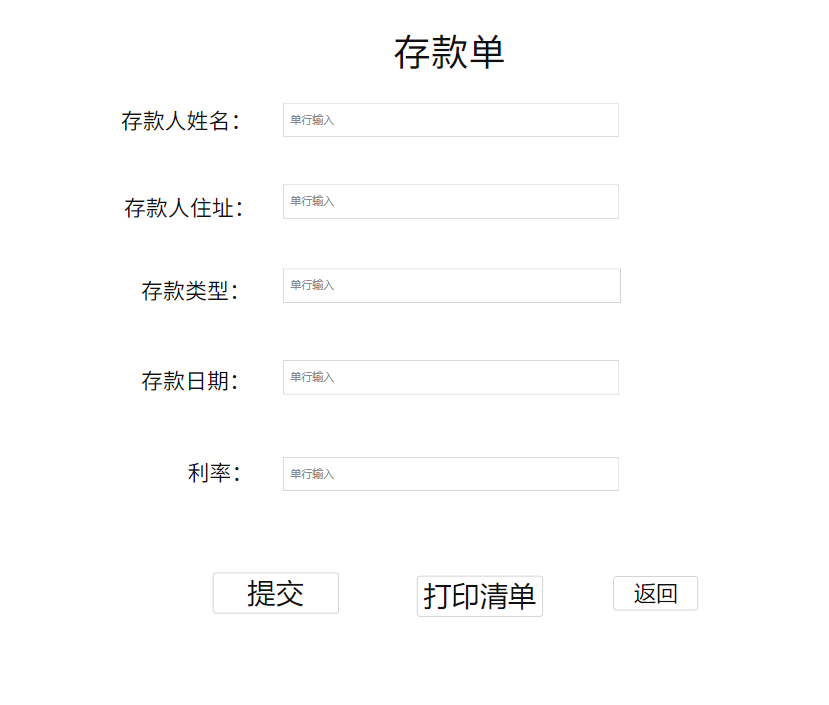 存款单
存款人姓名： 单行输入
存款人住址： 单行输入
存款类型： 单行输入
存款日期： 单行输入
利率： 单行输入
提交 打印清单 返回